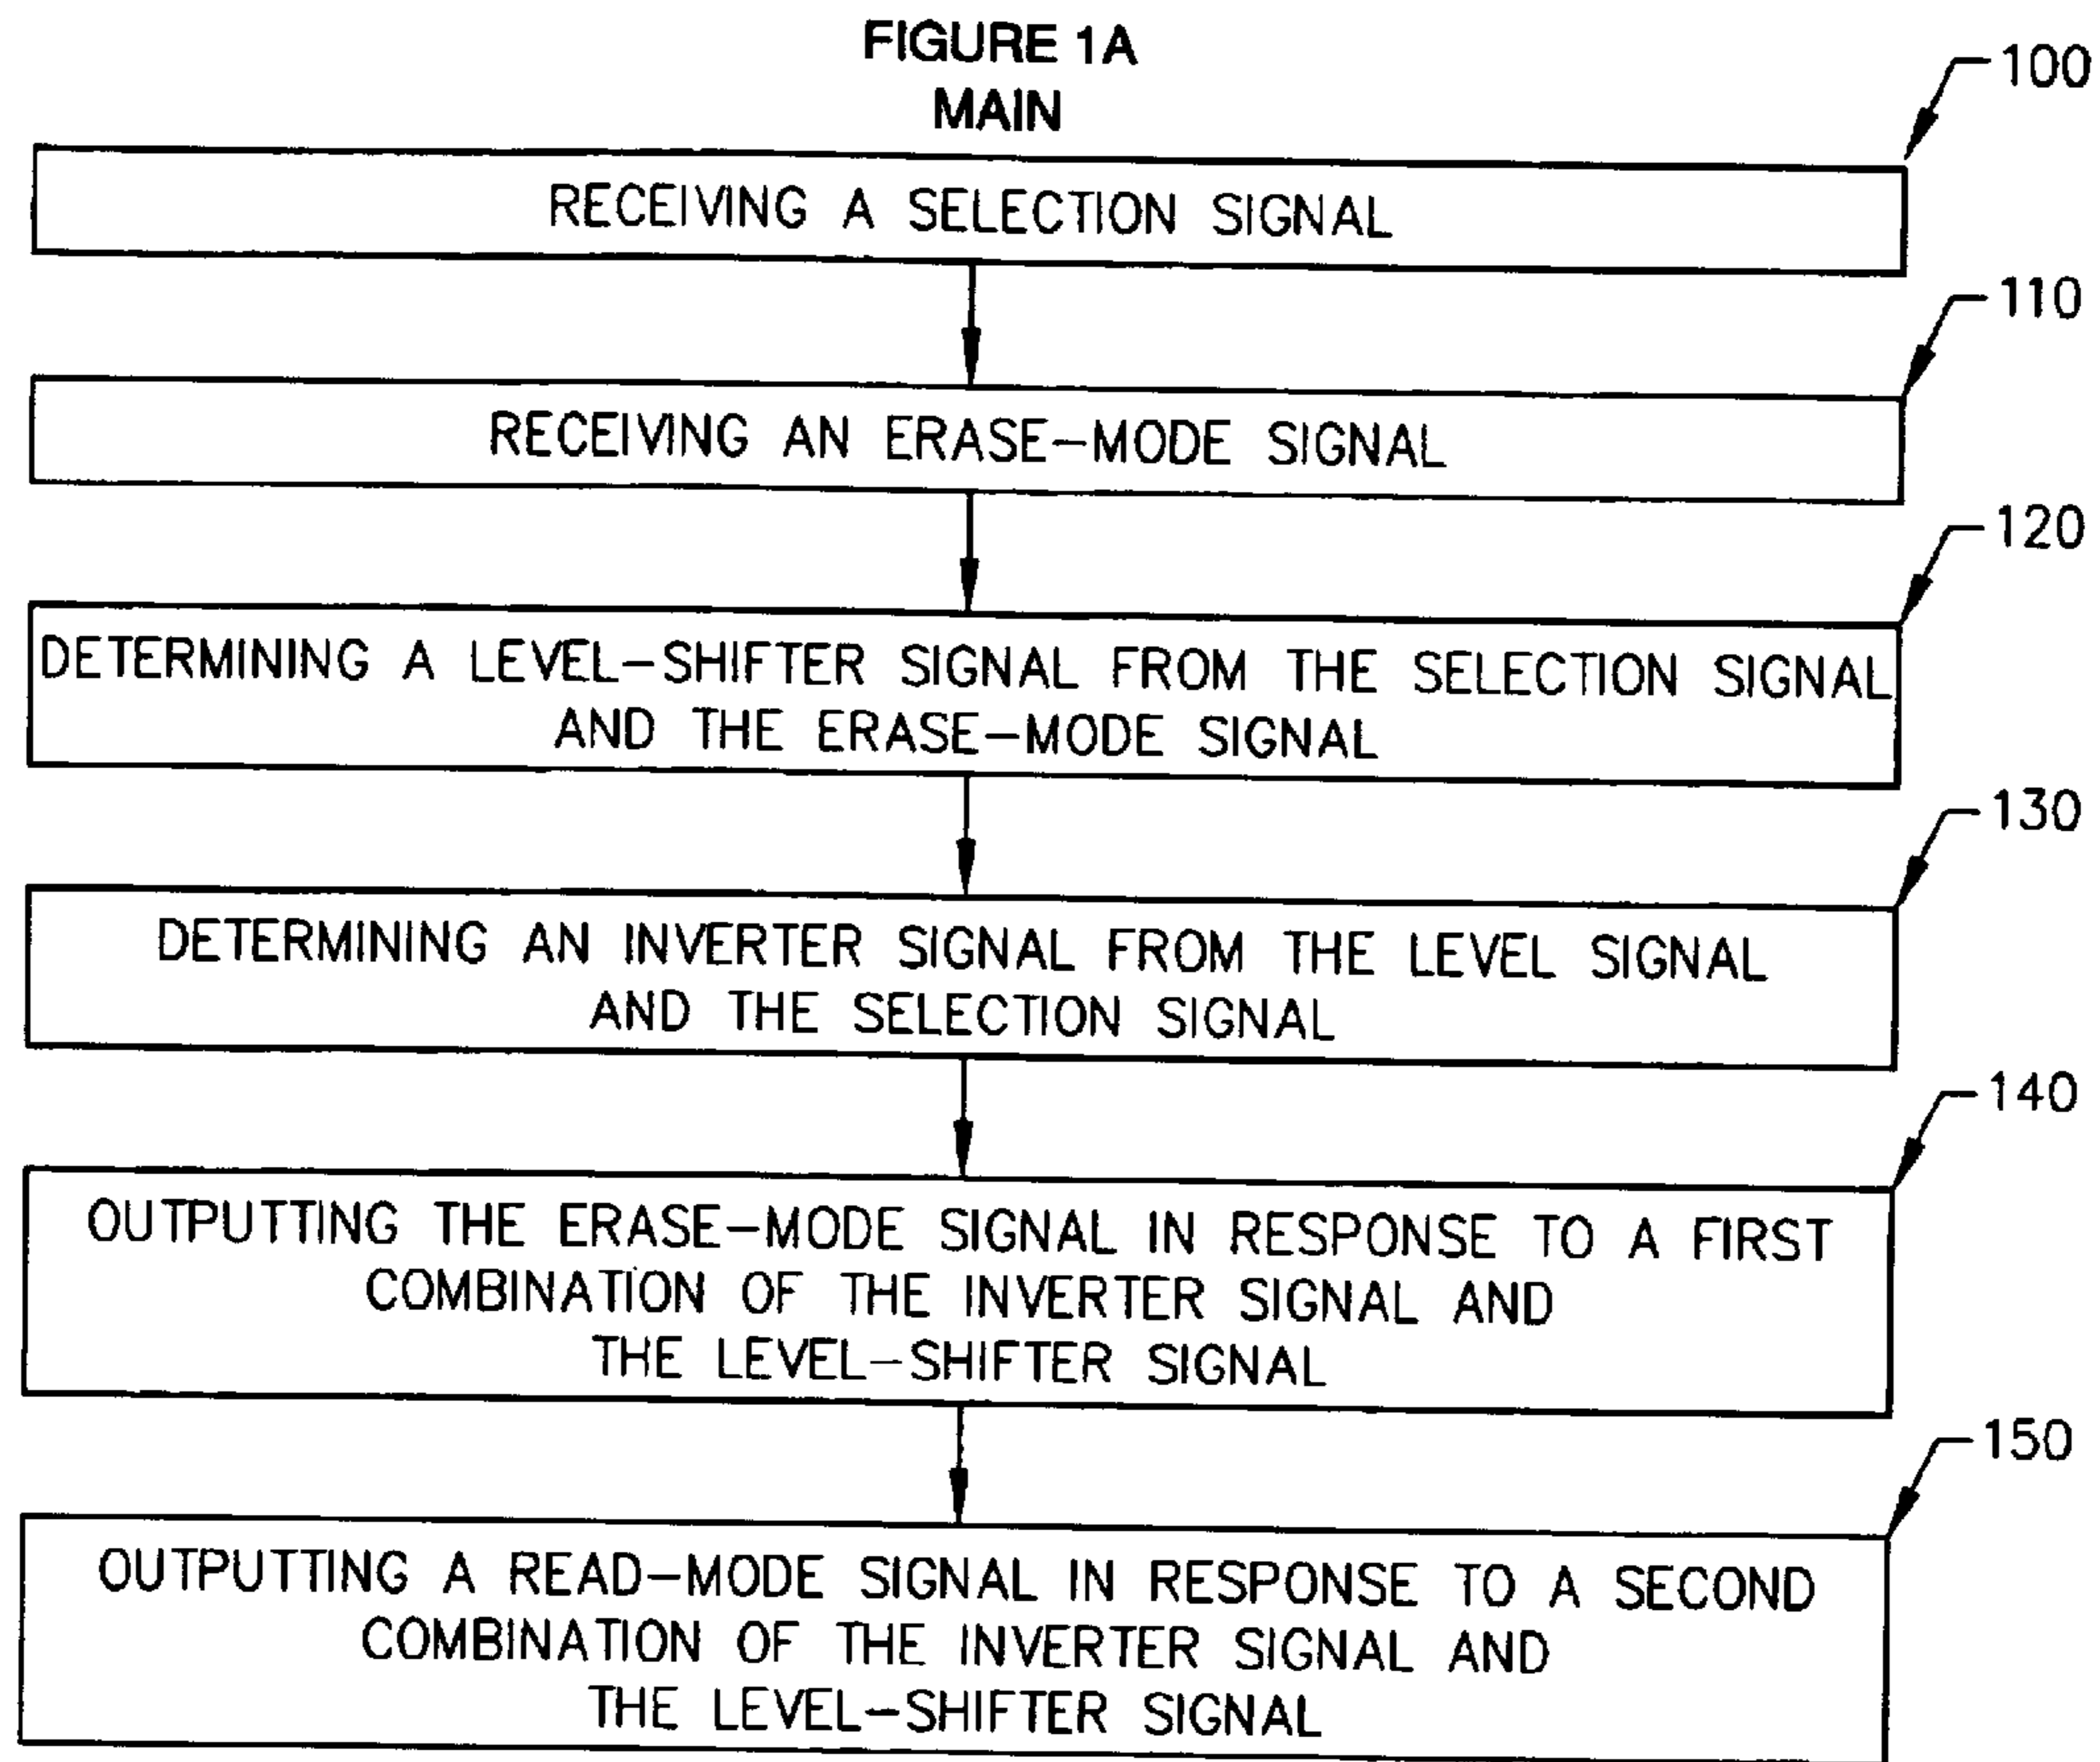 FIGURE 1A
MAIN
100
RECEIVING A SELECTION SIGNAL
110
RECEIVING AN ERASE-MODE SIGNAL
120
DETERMINING A LEVEL-SHIFTER SIGNAL FROM THE SELECTION SIGNAL
AND THE ERASE-MODE SIGNAL
130
DETERMINING AN INVERTER SIGNAL FROM THE LEVEL SIGNAL
AND THE SELECTION SIGNAL
140
OUTPUTTING THE ERASE-MODE SIGNAL IN RESPONSE TO A FIRST
COMBINATION OF THE INVERTER SIGNAL AND
THE LEVEL-SHIFTER SIGNAL
150
OUTPUTTING A READ-MODE SIGNAL IN RESPONSE TO A SECOND
COMBINATION OF THE INVERTER SIGNAL AND
THE LEVEL-SHIFTER SIGNAL